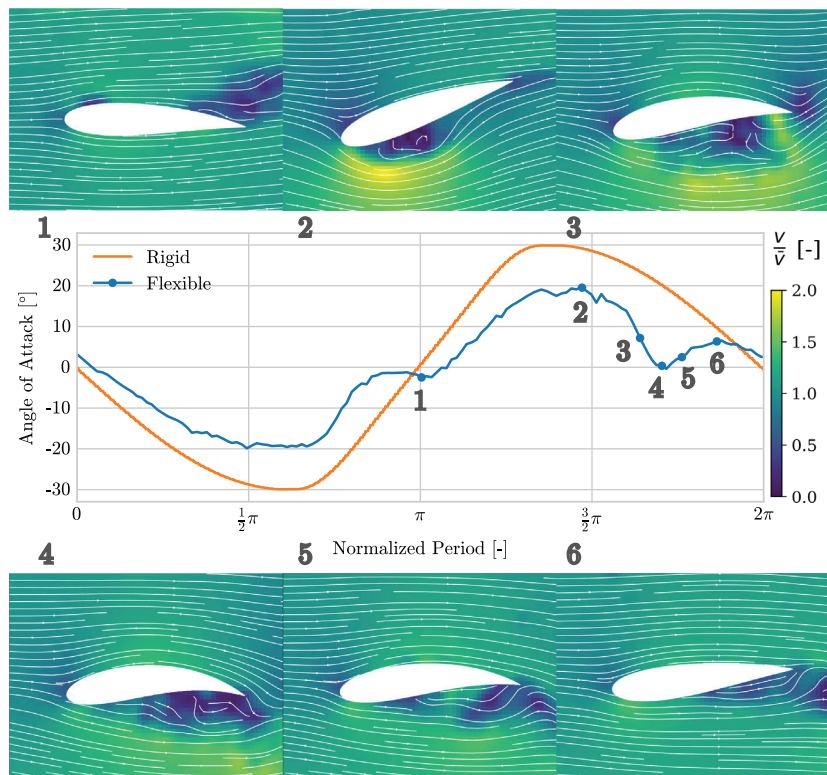 1 2 3
V/V̄ [-]
Rigid
Flexible
Angle of Attack [°]
30
20
10
0
-10
-20
-30
1
2
3
4
5
6
2.0
1.5
1.0
0.5
0.0
0 1/2π π 3/2π 2π
Normalized Period [-]
4 5 6